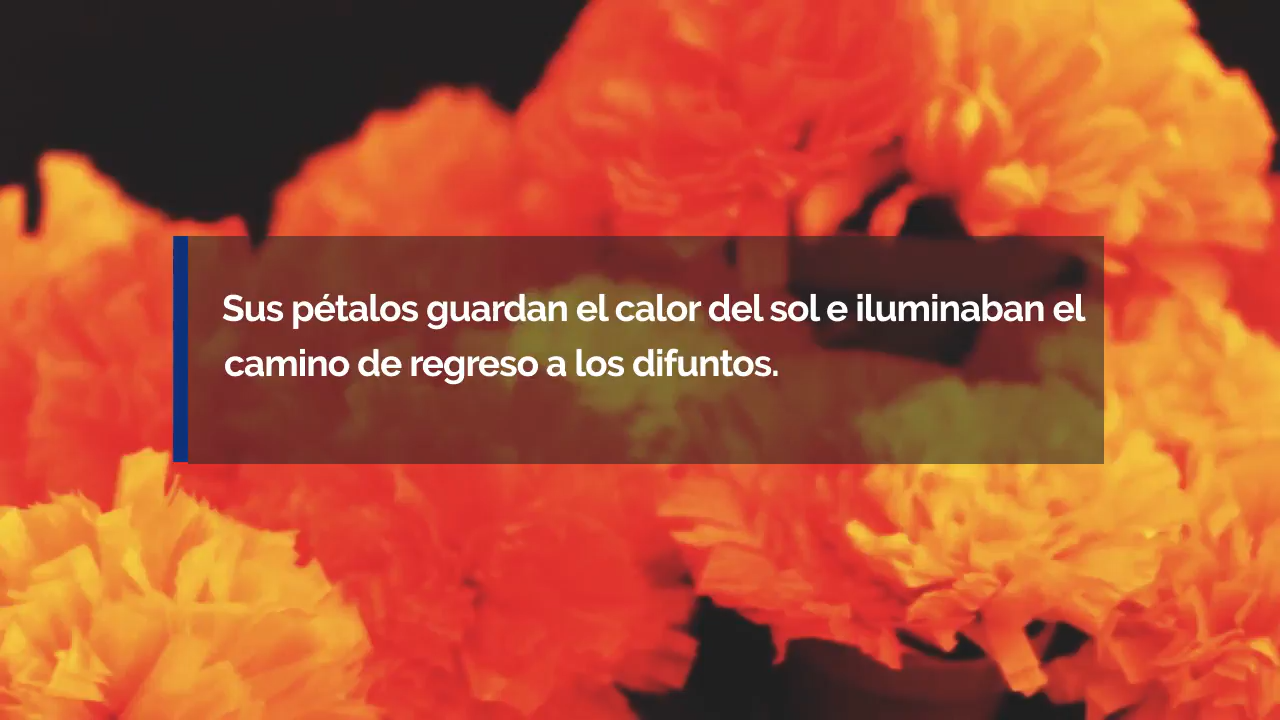 Sus pétalos guardan el calor del sol e iluminaban el
camino de regreso a los difuntos.